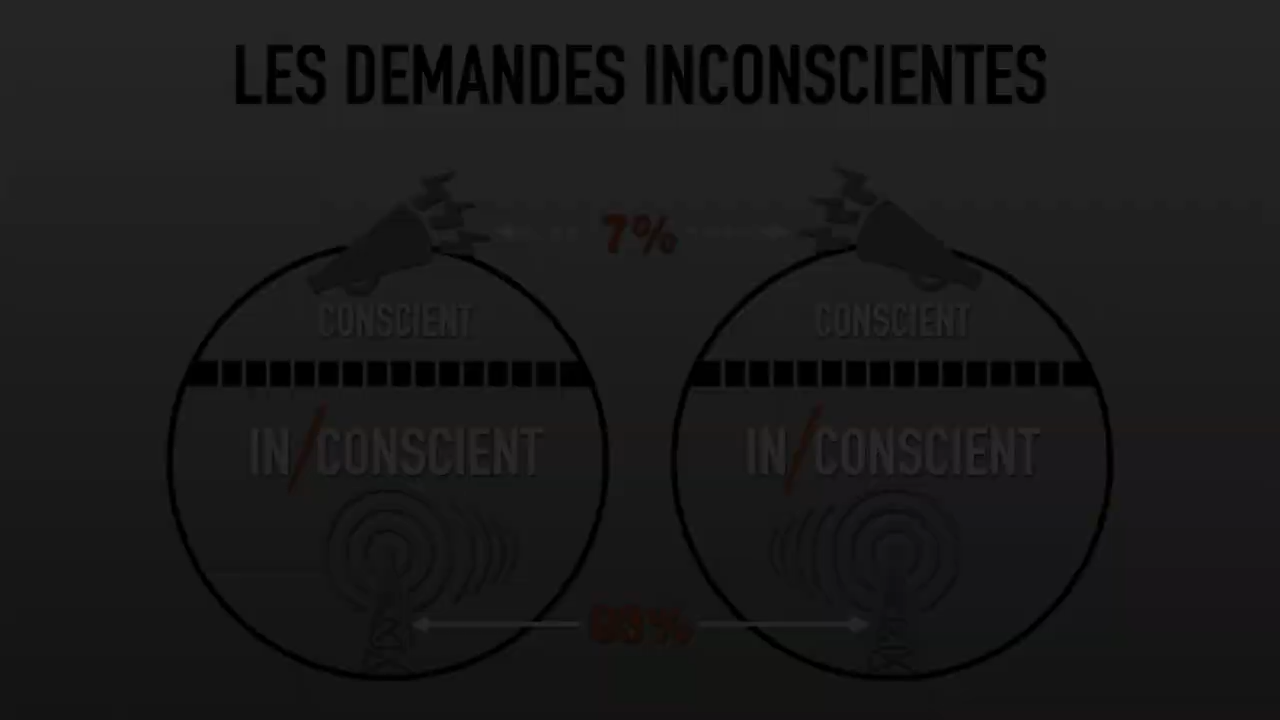 LES DEMANDES INCONSCIENTES
7%
CONSCIENT CONSCIENT
IN/CONSCIENT IN/CONSCIENT